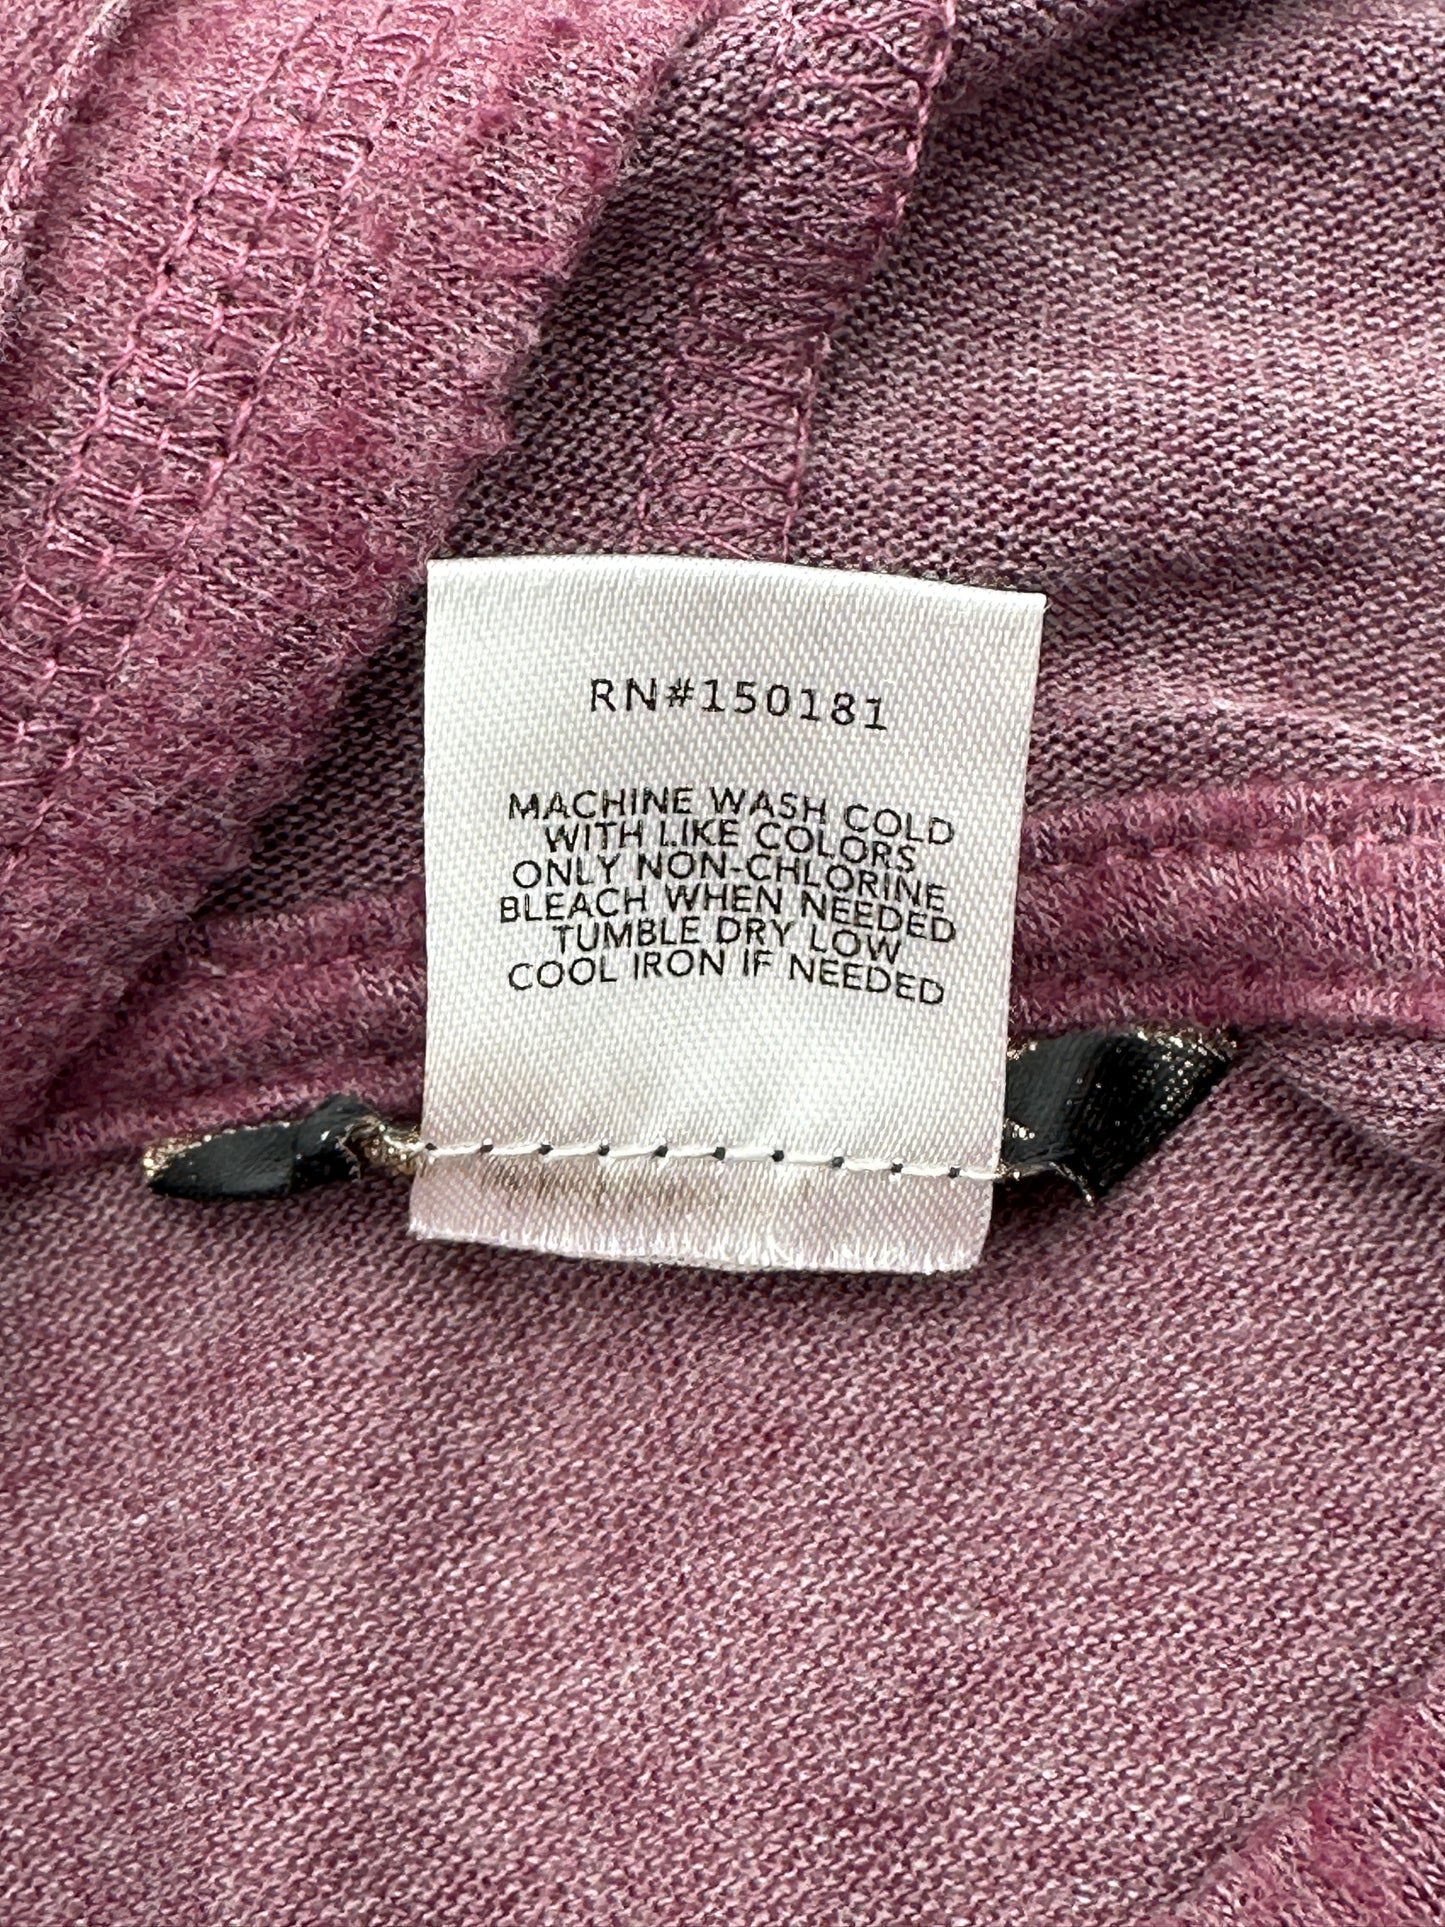 RN#150181
MACHINE WASH COLD
WITH LIKE COLORS
ONLY NON-CHLORINE
BLEACH WHEN NEEDED
TUMBLE DRY LOW
COOL IRON IF NEEDED